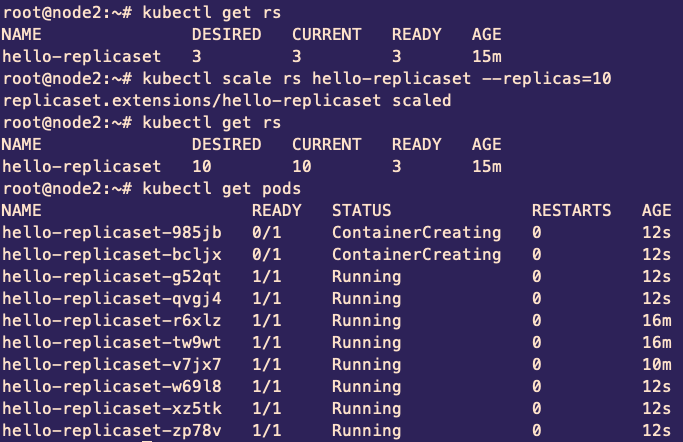 root@node2:~# kubectl get rs
NAME               DESIRED   CURRENT   READY   AGE
hello-replicaset   3         3         3       15m
root@node2:~# kubectl scale rs hello-replicaset --replicas=10
replicaset.extensions/hello-replicaset scaled
root@node2:~# kubectl get rs
NAME               DESIRED   CURRENT   READY   AGE
hello-replicaset   10        10        3       15m
root@node2:~# kubectl get pods
NAME                     READY   STATUS              RESTARTS   AGE
hello-replicaset-985jb   0/1     ContainerCreating   0          12s
hello-replicaset-bcljx   0/1     ContainerCreating   0          12s
hello-replicaset-g52qt   1/1     Running             0          12s
hello-replicaset-qvgj4   1/1     Running             0          12s
hello-replicaset-r6xlz   1/1     Running             0          16m
hello-replicaset-tw9wt   1/1     Running             0          16m
hello-replicaset-v7jx7   1/1     Running             0          10m
hello-replicaset-w69l8   1/1     Running             0          12s
hello-replicaset-xz5tk   1/1     Running             0          12s
hello-replicaset-zp78v   1/1     Running             0          12s